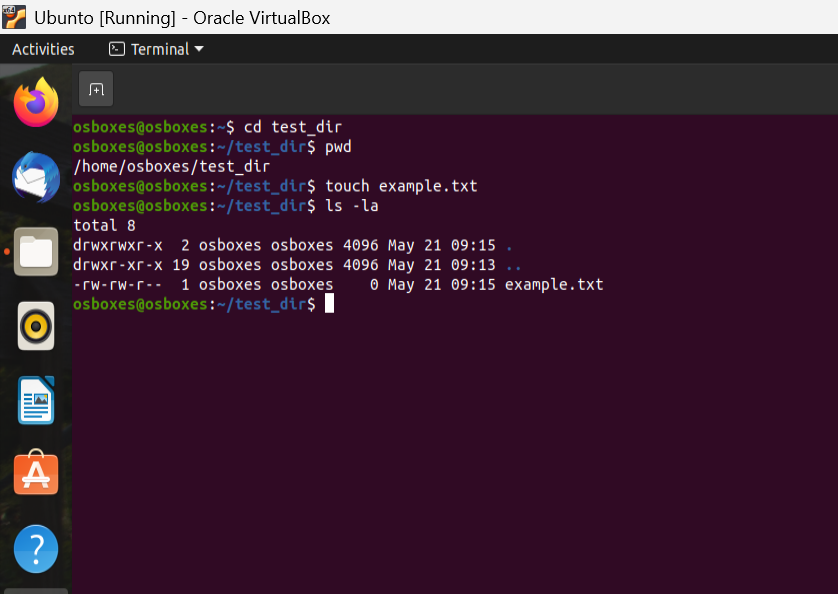 Ubunto [Running] - Oracle VirtualBox
Activities Terminal
osboxes@osboxes:~$ cd test_dir
osboxes@osboxes:~/test_dir$ pwd
/home/osboxes/test_dir
osboxes@osboxes:~/test_dir$ touch example.txt
osboxes@osboxes:~/test_dir$ ls -la
total 8
drwxrwxr-x  2 osboxes osboxes 4096 May 21 09:15 .
drwxr-xr-x 19 osboxes osboxes 4096 May 21 09:13 ..
-rw-rw-r--  1 osboxes osboxes    0 May 21 09:15 example.txt
osboxes@osboxes:~/test_dir$